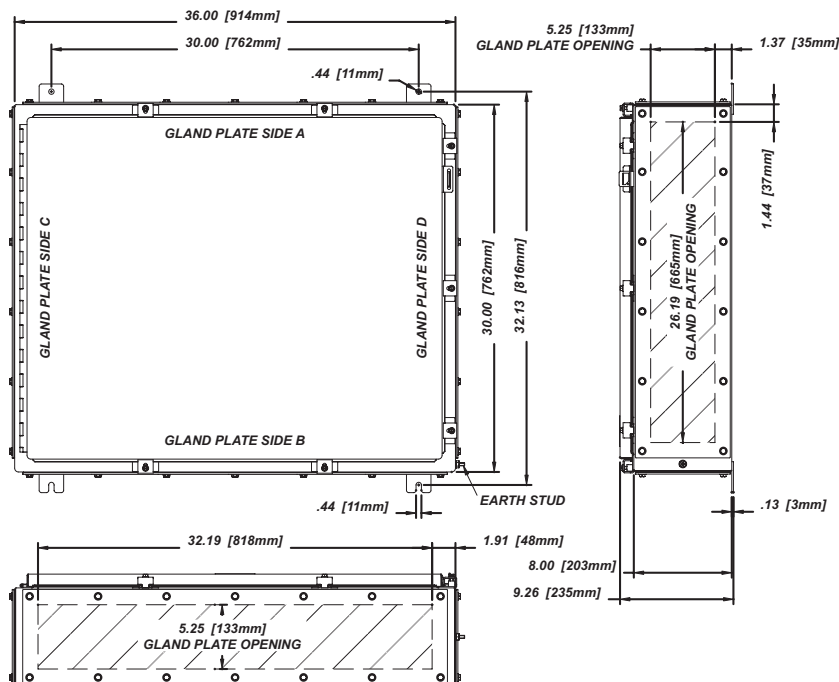 36.00 [914mm]
30.00 [762mm]
.44 [11mm]
5.25 [133mm]
GLAND PLATE OPENING
1.37 [35mm]
GLAND PLATE SIDE A
GLAND PLATE SIDE C
GLAND PLATE SIDE D
30.00 [762mm]
32.13 [816mm]
1.44 [37mm]
26.19 [665mm]
GLAND PLATE OPENING
GLAND PLATE SIDE B
EARTH STUD
.44 [11mm]
.13 [3mm]
32.19 [818mm]
1.91 [48mm]
8.00 [203mm]
9.26 [235mm]
5.25 [133mm]
GLAND PLATE OPENING